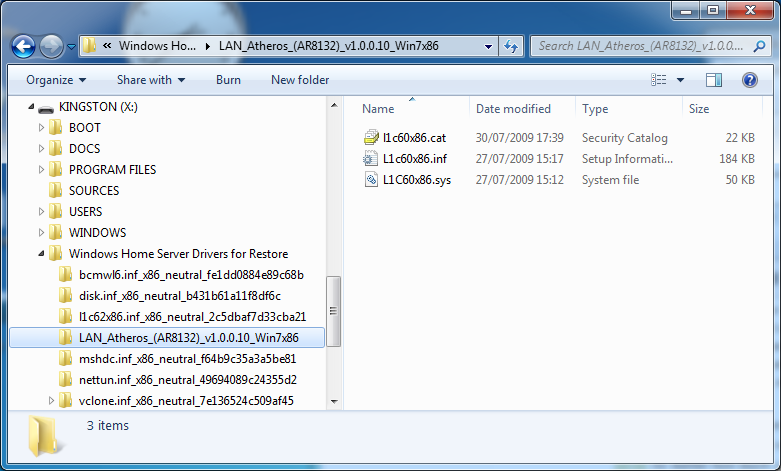 « Windows Ho... LAN_Atheros_(AR8132)_v1.0.0.10_Win7x86
Search LAN_Atheros_(AR8132)_v1.0.0....
Organize Share with Burn New folder
KINGSTON (X:)
BOOT
DOCS
PROGRAM FILES
SOURCES
USERS
WINDOWS
Windows Home Server Drivers for Restore
bcmwl6.inf_x86_neutral_fe1dd0884e89c68b
disk.inf_x86_neutral_b431b61a11f8df6c
l1c62x86.inf_x86_neutral_2c5dbaf7d33cba21
LAN_Atheros_(AR8132)_v1.0.0.10_Win7x86
mshdc.inf_x86_neutral_f64b9c35a3a5be81
nettun.inf_x86_neutral_49694089c24355d2
vclone.inf_x86_neutral_7e136524c509af45
Name Date modified Type Size
l1c60x86.cat 30/07/2009 17:39 Security Catalog 22 KB
L1c60x86.inf 27/07/2009 15:17 Setup Informati... 184 KB
L1C60x86.sys 27/07/2009 15:12 System file 50 KB
3 items